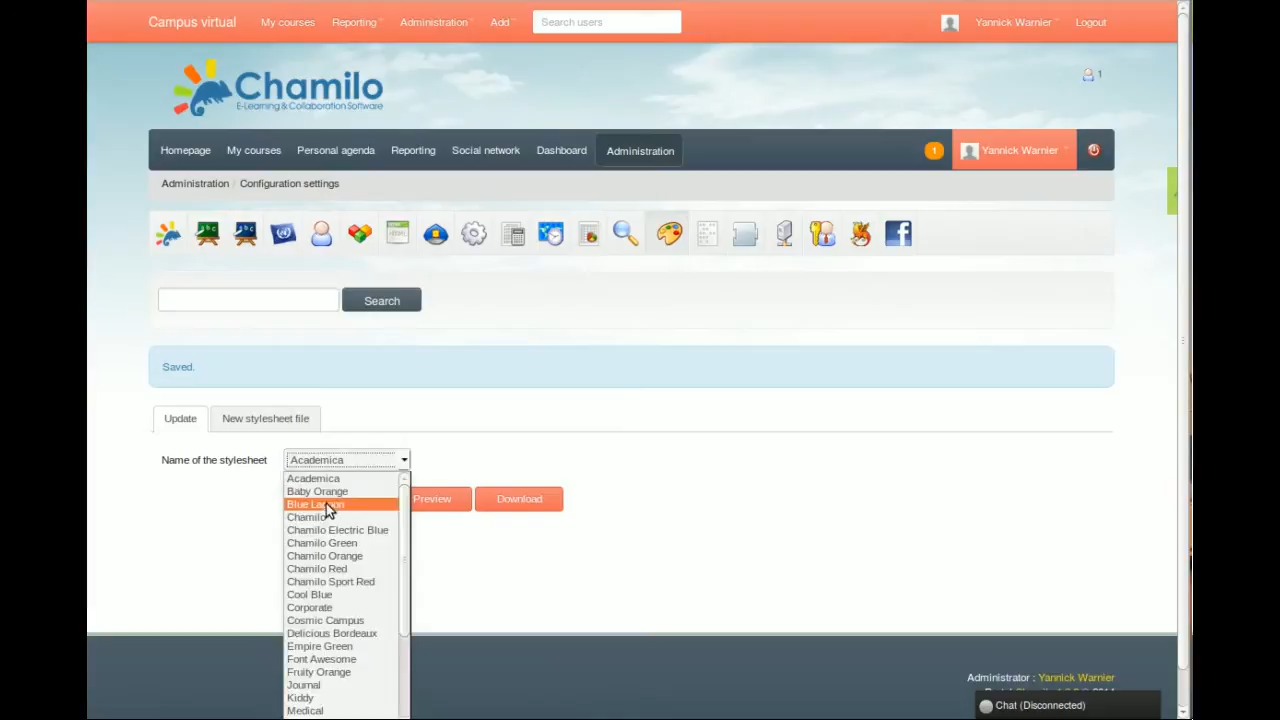 Campus virtual My courses Reporting Administration Add Search users Yannick Warnier Logout
Chamilo
E-Learning & Collaboration Software
1
Homepage My courses Personal agenda Reporting Social network Dashboard Administration 1 Yannick Warnier
Administration / Configuration settings
Search
Saved.
Update New stylesheet file
Name of the stylesheet Academica
Academica
Baby Orange
Blue Lagoon
Chamilo
Chamilo Electric Blue
Chamilo Green
Chamilo Orange
Chamilo Red
Chamilo Sport Red
Cool Blue
Corporate
Cosmic Campus
Delicious Bordeaux
Empire Green
Font Awesome
Fruity Orange
Journal
Kiddy
Medical
Preview Download
Administrator : Yannick Warnier
Chat (Disconnected)